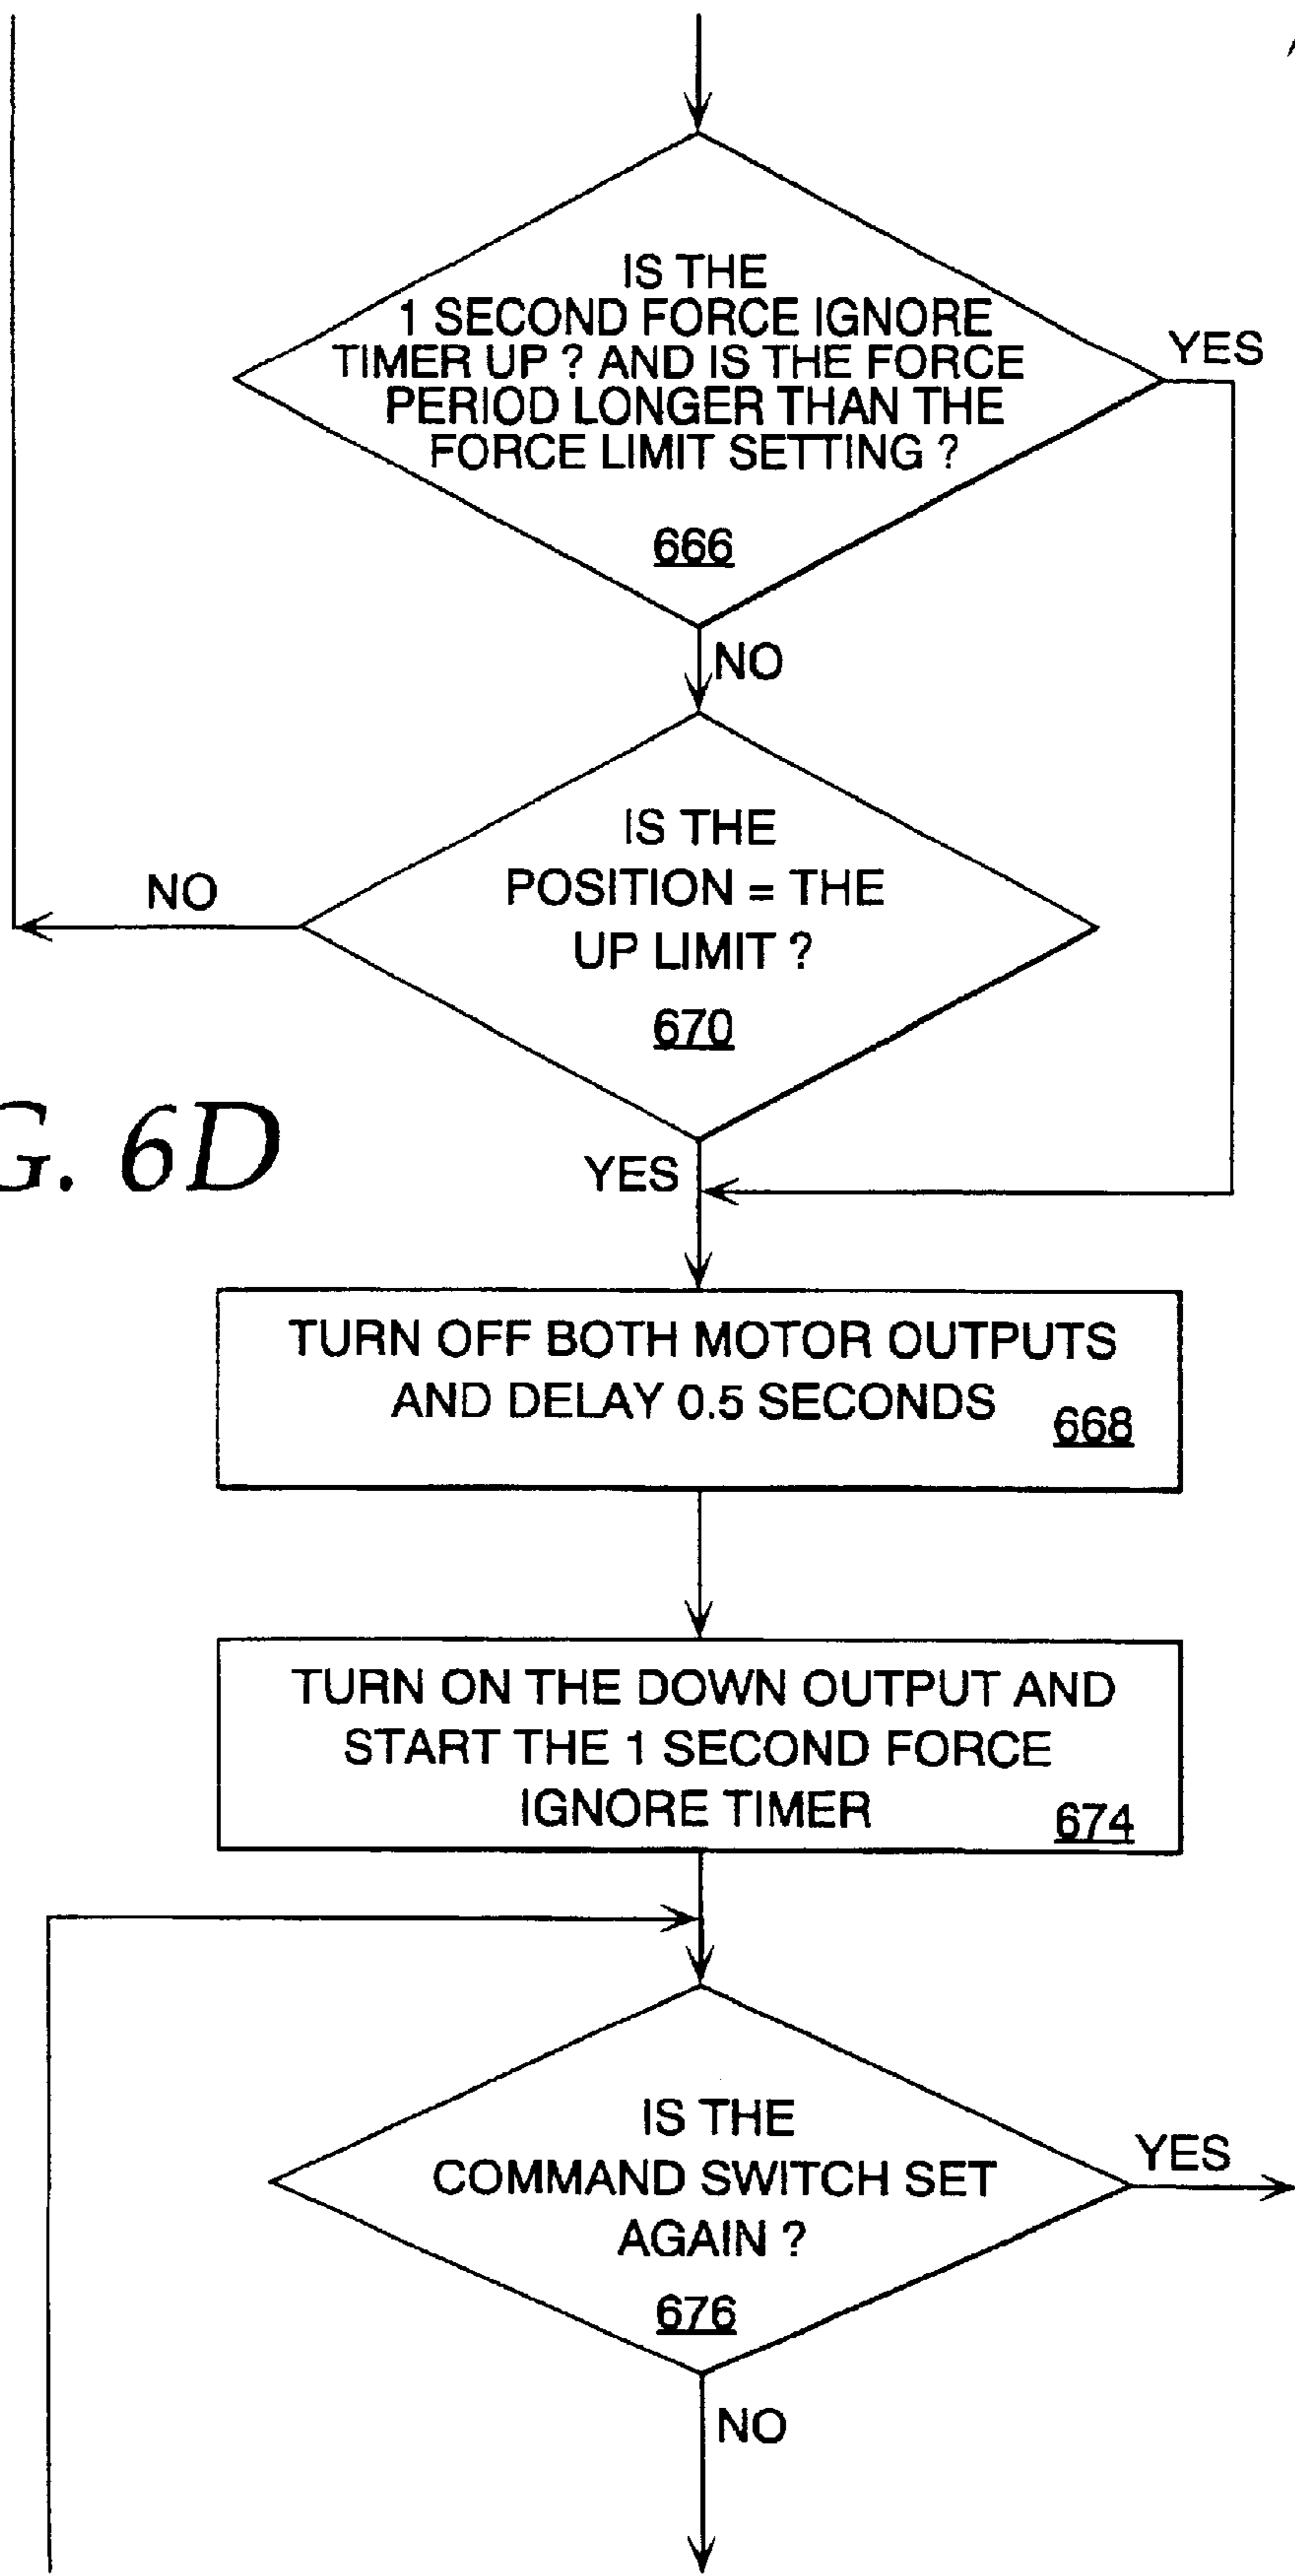 IS THE
1 SECOND FORCE IGNORE
TIMER UP ? AND IS THE FORCE
PERIOD LONGER THAN THE
FORCE LIMIT SETTING ?
666
YES
NO
IS THE
POSITION = THE
UP LIMIT ?
670
NO
YES
G. 6D
TURN OFF BOTH MOTOR OUTPUTS
AND DELAY 0.5 SECONDS
668
TURN ON THE DOWN OUTPUT AND
START THE 1 SECOND FORCE
IGNORE TIMER
674
IS THE
COMMAND SWITCH SET
AGAIN ?
676
YES
NO